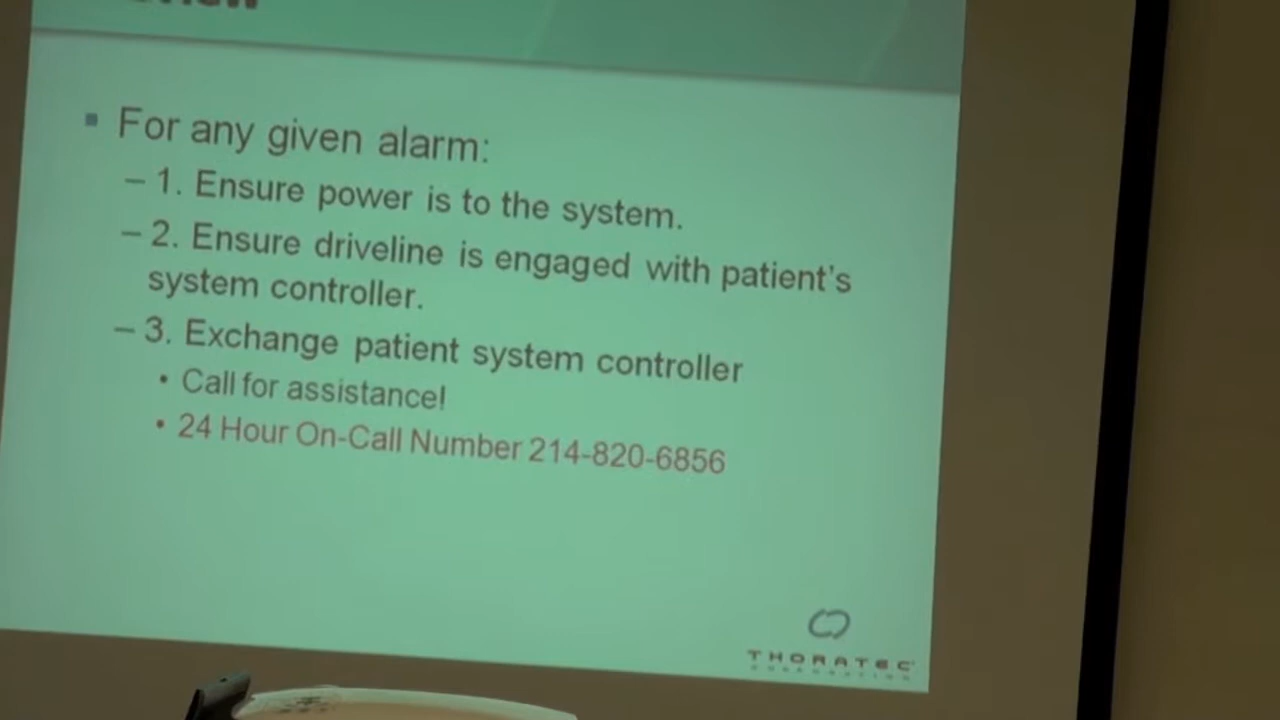 For any given alarm:
– 1. Ensure power is to the system.
– 2. Ensure driveline is engaged with patient's
system controller.
– 3. Exchange patient system controller
• Call for assistance!
• 24 Hour On-Call Number 214-820-6856
THORATEC
CORPORATION